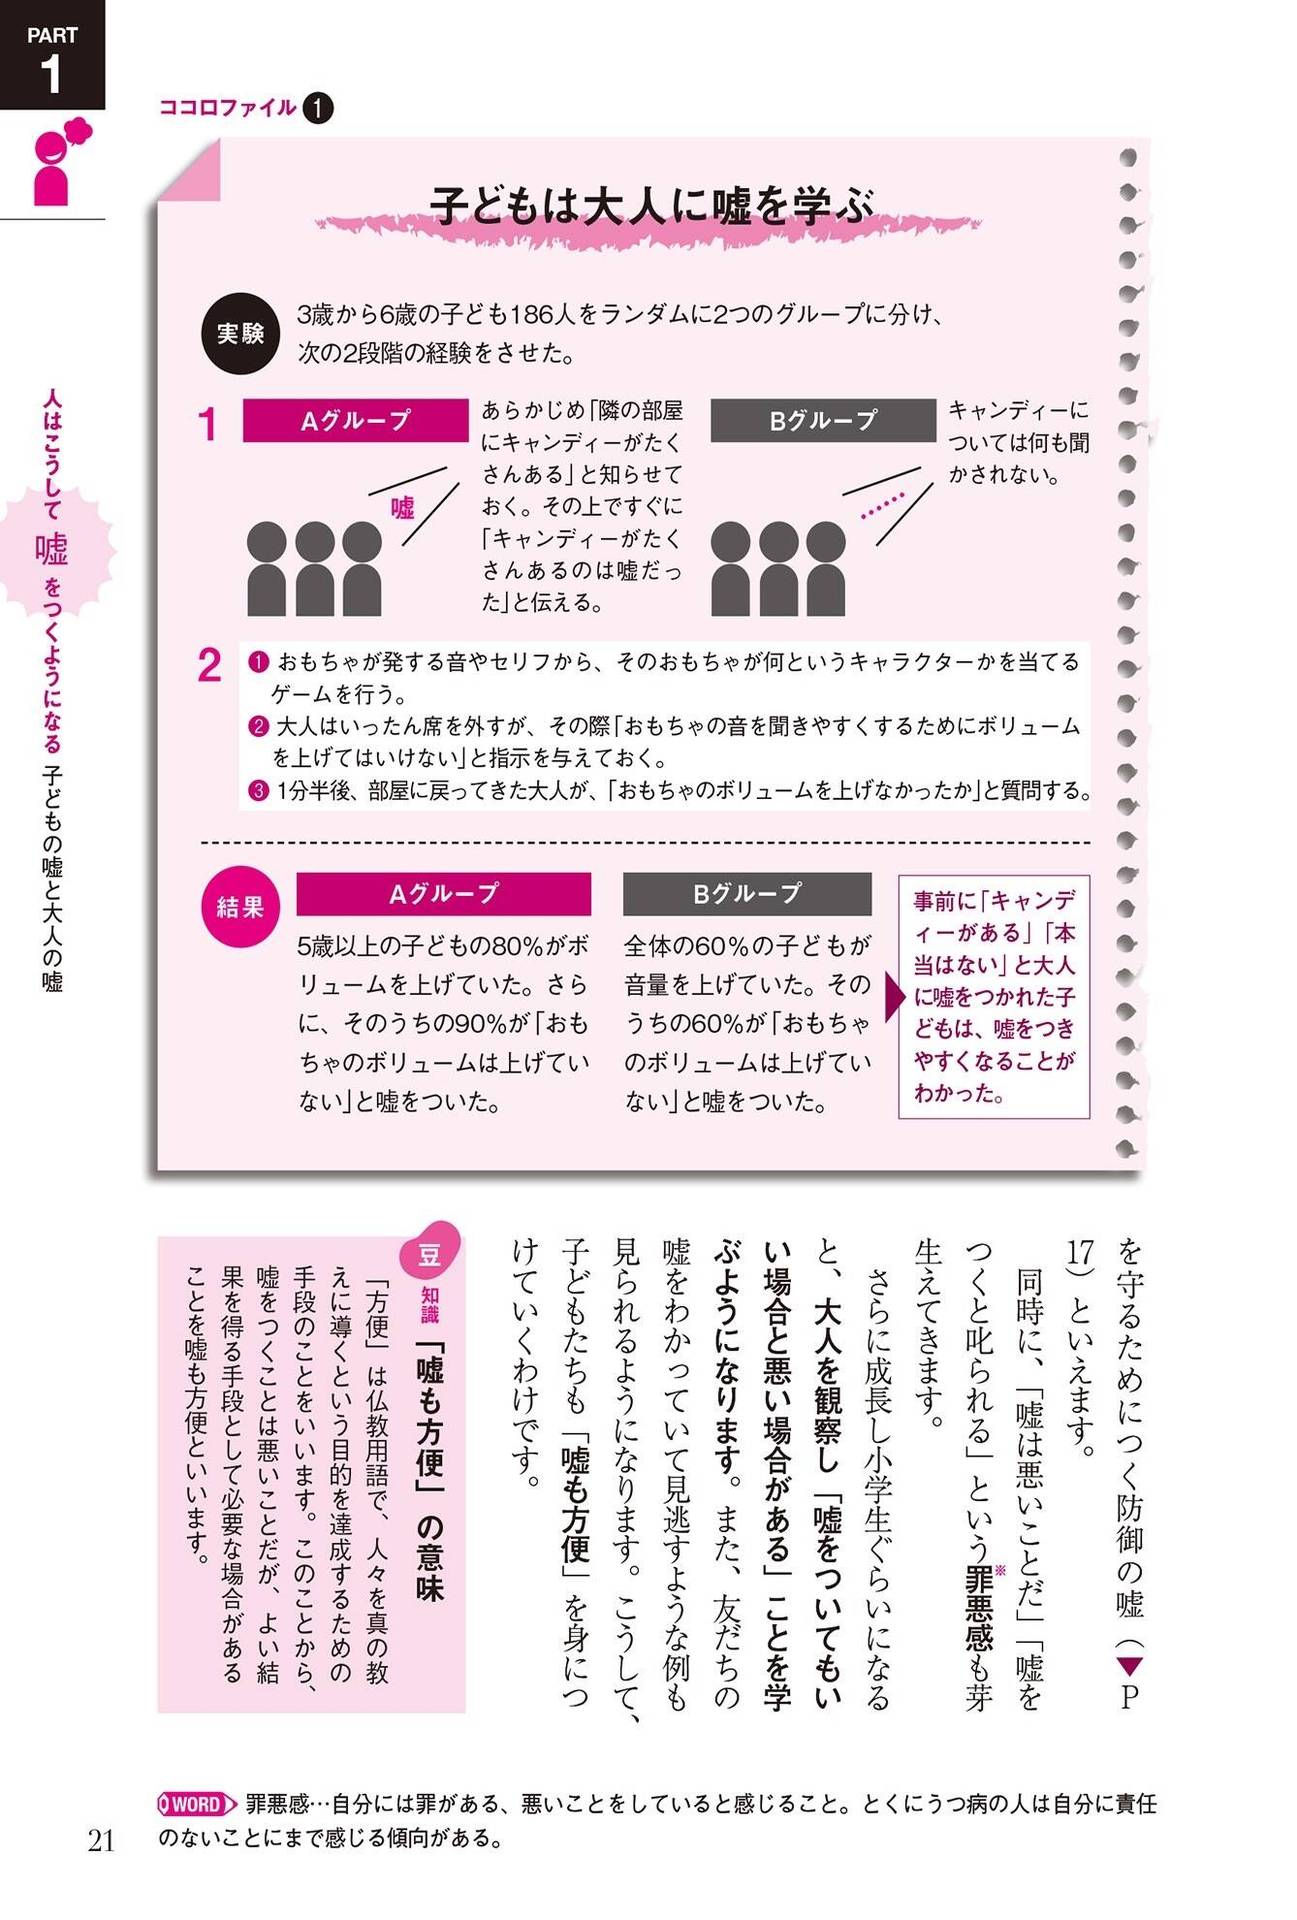 PART
1
ココロファイル1
子どもは大人に嘘を学ぶ
実験
3歳から6歳の子ども186人をランダムに2つのグループに分け、
次の2段階の経験をさせた。
1
Aグループ
嘘
あらかじめ「隣の部屋
にキャンディーがたく
さんある」と知らせて
おく。その上ですぐに
「キャンディーがたく
さんあるのは嘘だっ
た」と伝える。
Bグループ
……
キャンディーに
ついては何も聞
かされない。
2
❶ おもちゃが発する音やセリフから、そのおもちゃが何というキャラクターかを当てる
ゲームを行う。
❷ 大人はいったん席を外すが、その際「おもちゃの音を聞きやすくするためにボリューム
を上げてはいけない」と指示を与えておく。
❸ 1分半後、部屋に戻ってきた大人が、「おもちゃのボリュームを上げなかったか」と質問する。
結果
Aグループ
5歳以上の子どもの80％がボ
リュームを上げていた。さら
に、そのうちの90％が「おも
ちゃのボリュームは上げてい
ない」と嘘をついた。
Bグループ
全体の60％の子どもが
音量を上げていた。その
うちの60％が「おもちゃ
のボリュームは上げてい
ない」と嘘をついた。
事前に「キャンデ
ィーがある」「本
当はない」と大人
に嘘をつかれた子
どもは、嘘をつき
やすくなることが
わかった。
を守るためにつく防御の嘘（▼P
17）といえます。
同時に、「嘘は悪いことだ」「嘘を
つくと叱られる」という罪悪感※も芽
生えてきます。
さらに成長し小学生ぐらいになる
と、大人を観察し「嘘をついてもい
い場合と悪い場合がある」ことを学
ぶようになります。また、友だちの
嘘をわかっていて見逃すような例も
見られるようになります。こうして、
子どもたちも「嘘も方便」を身につ
けていくわけです。
豆知識
「嘘も方便」の意味
「方便」は仏教用語で、人々を真の教
えに導くという目的を達成するための
手段のことをいいます。このことから、
嘘をつくことは悪いことだが、よい結
果を得る手段として必要な場合がある
ことを嘘も方便といいます。
人はこうして嘘をつくようになる 子どもの嘘と大人の嘘
WORD 罪悪感…自分には罪がある、悪いことをしていると感じること。とくにうつ病の人は自分に責任
のないことにまで感じる傾向がある。
21